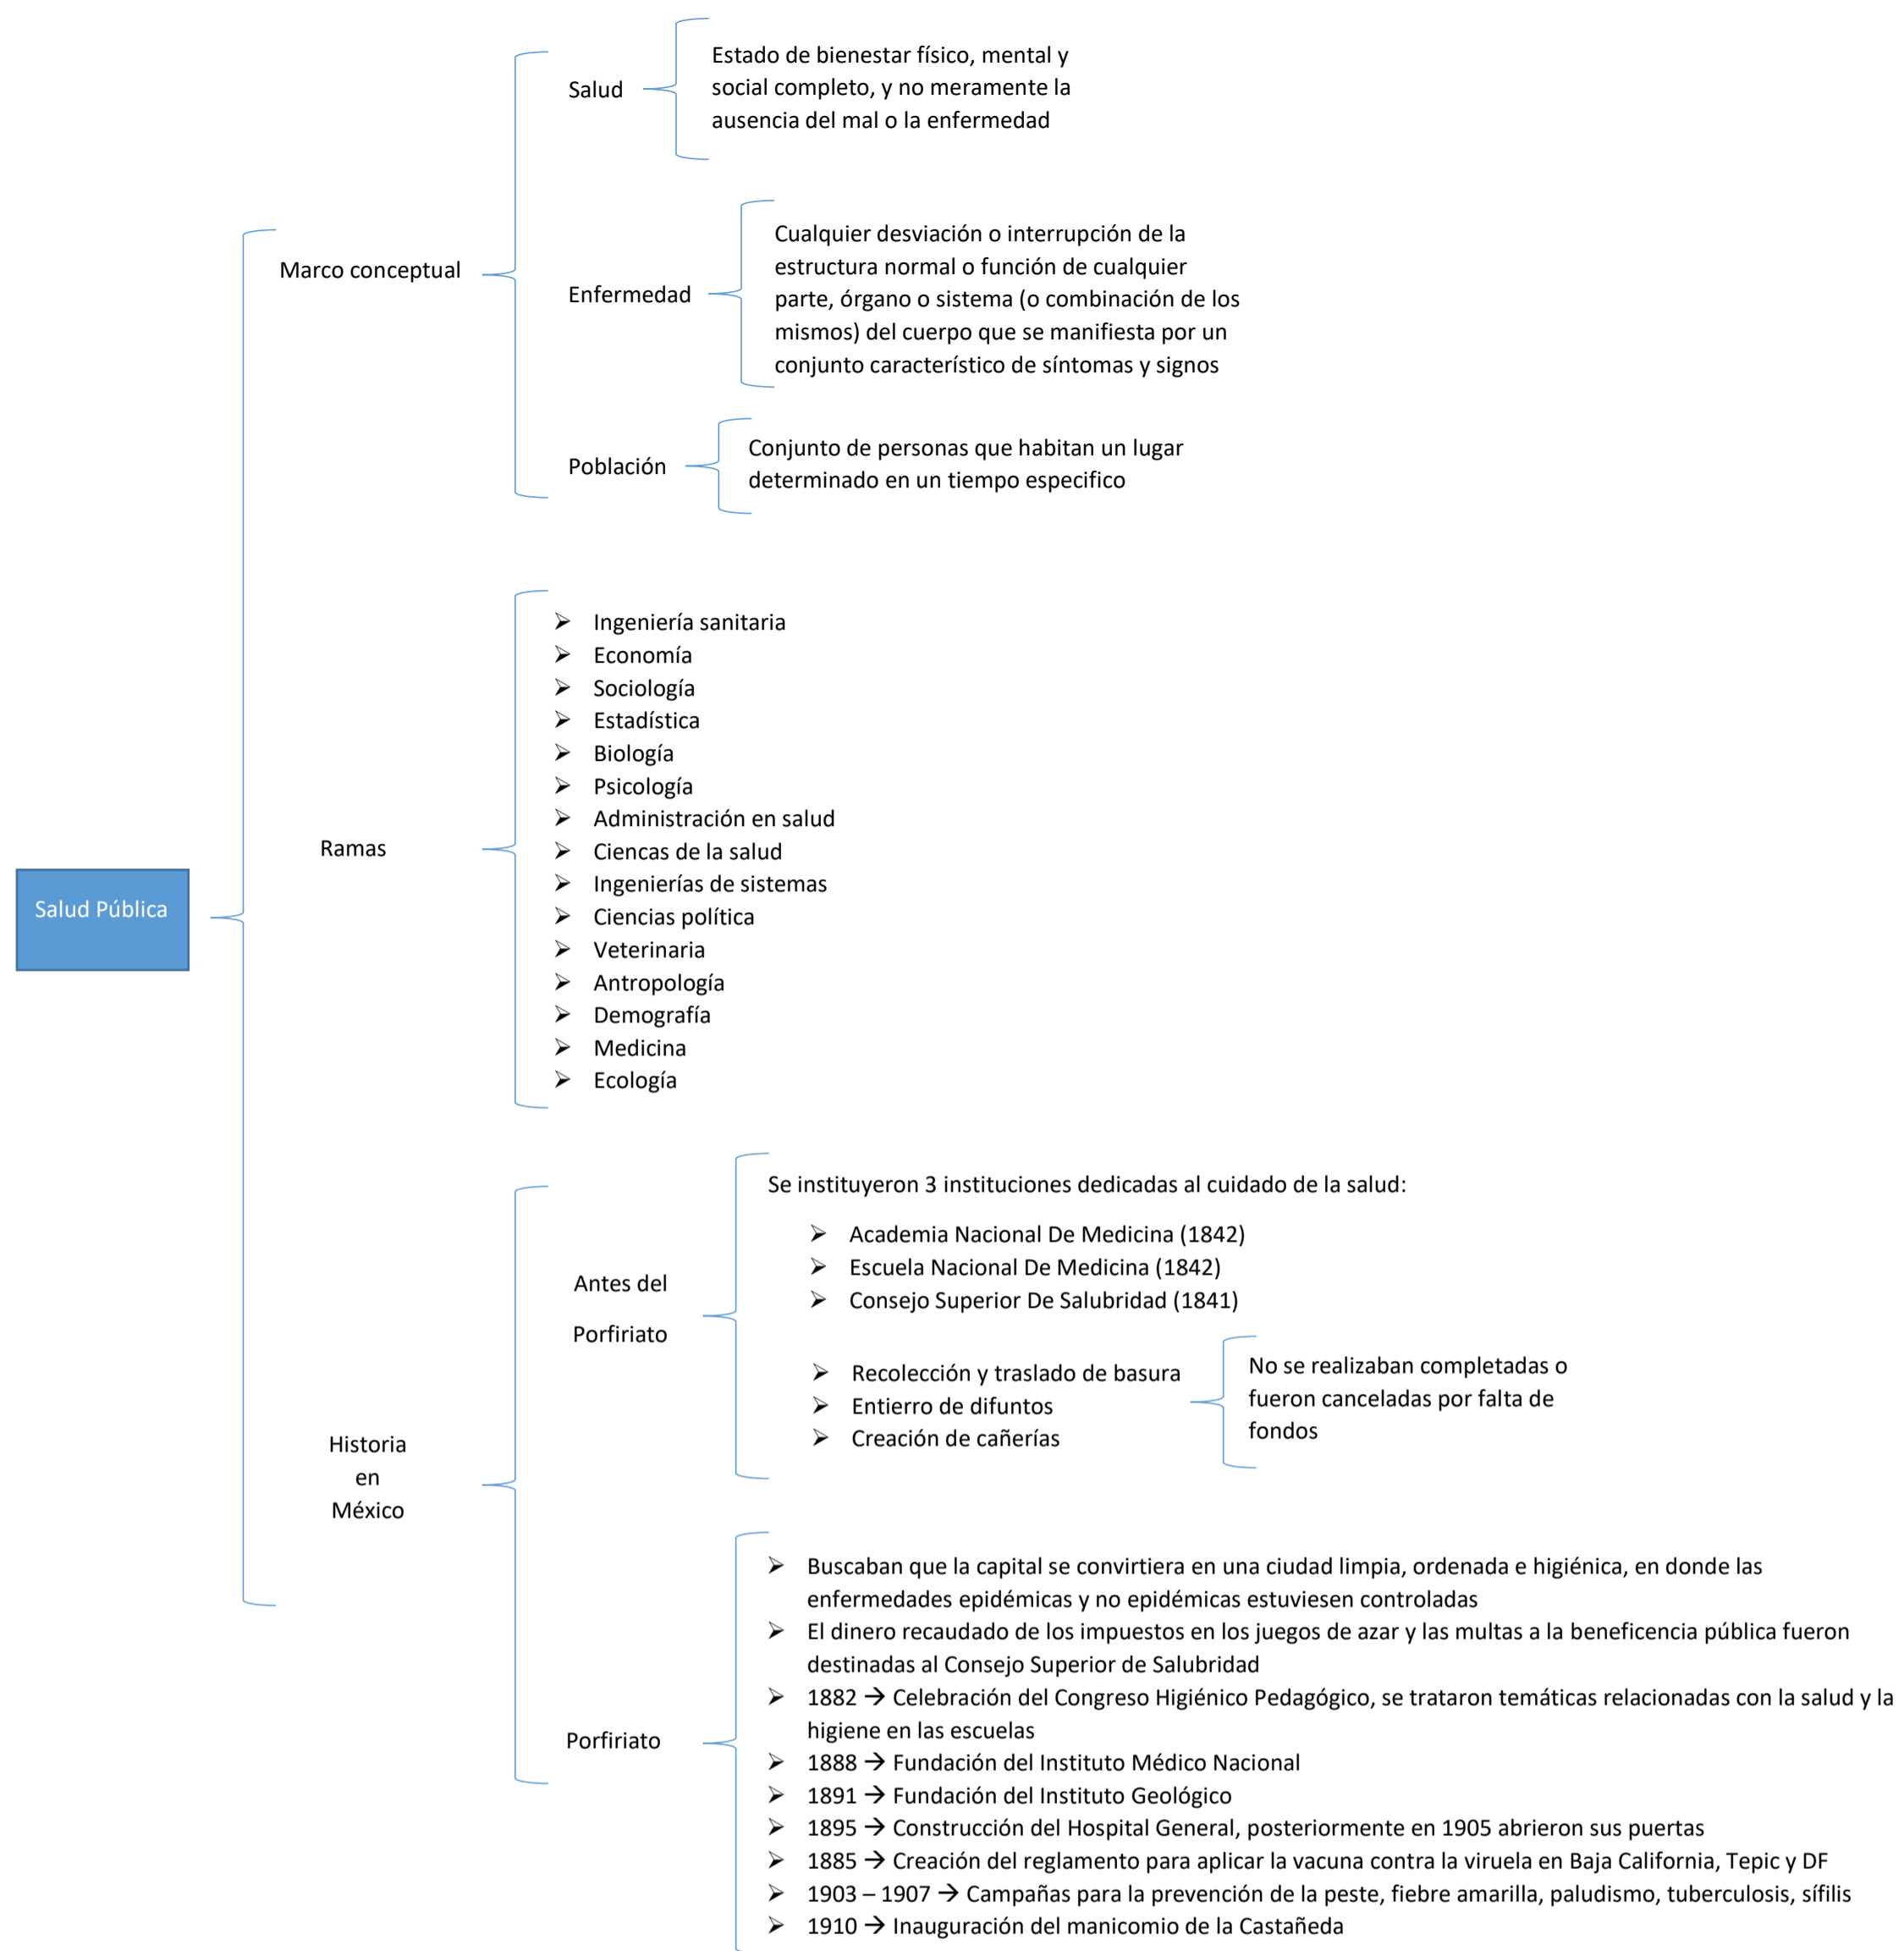 Salud Pública
Marco conceptual
Salud
Estado de bienestar físico, mental y
social completo, y no meramente la
ausencia del mal o la enfermedad
Enfermedad
Cualquier desviación o interrupción de la
estructura normal o función de cualquier
parte, órgano o sistema (o combinación de los
mismos) del cuerpo que se manifiesta por un
conjunto característico de síntomas y signos
Población
Conjunto de personas que habitan un lugar
determinado en un tiempo especifico
Ramas
➢ Ingeniería sanitaria
➢ Economía
➢ Sociología
➢ Estadística
➢ Biología
➢ Psicología
➢ Administración en salud
➢ Ciencas de la salud
➢ Ingenierías de sistemas
➢ Ciencias política
➢ Veterinaria
➢ Antropología
➢ Demografía
➢ Medicina
➢ Ecología
Historia
en
México
Antes del
Porfiriato
Se instituyeron 3 instituciones dedicadas al cuidado de la salud:
➢ Academia Nacional De Medicina (1842)
➢ Escuela Nacional De Medicina (1842)
➢ Consejo Superior De Salubridad (1841)
➢ Recolección y traslado de basura
➢ Entierro de difuntos
➢ Creación de cañerías
No se realizaban completadas o
fueron canceladas por falta de
fondos
Porfiriato
➢ Buscaban que la capital se convirtiera en una ciudad limpia, ordenada e higiénica, en donde las
enfermedades epidémicas y no epidémicas estuviesen controladas
➢ El dinero recaudado de los impuestos en los juegos de azar y las multas a la beneficencia pública fueron
destinadas al Consejo Superior de Salubridad
➢ 1882 → Celebración del Congreso Higiénico Pedagógico, se trataron temáticas relacionadas con la salud y la
higiene en las escuelas
➢ 1888 → Fundación del Instituto Médico Nacional
➢ 1891 → Fundación del Instituto Geológico
➢ 1895 → Construcción del Hospital General, posteriormente en 1905 abrieron sus puertas
➢ 1885 → Creación del reglamento para aplicar la vacuna contra la viruela en Baja California, Tepic y DF
➢ 1903 – 1907 → Campañas para la prevención de la peste, fiebre amarilla, paludismo, tuberculosis, sífilis
➢ 1910 → Inauguración del manicomio de la Castañeda